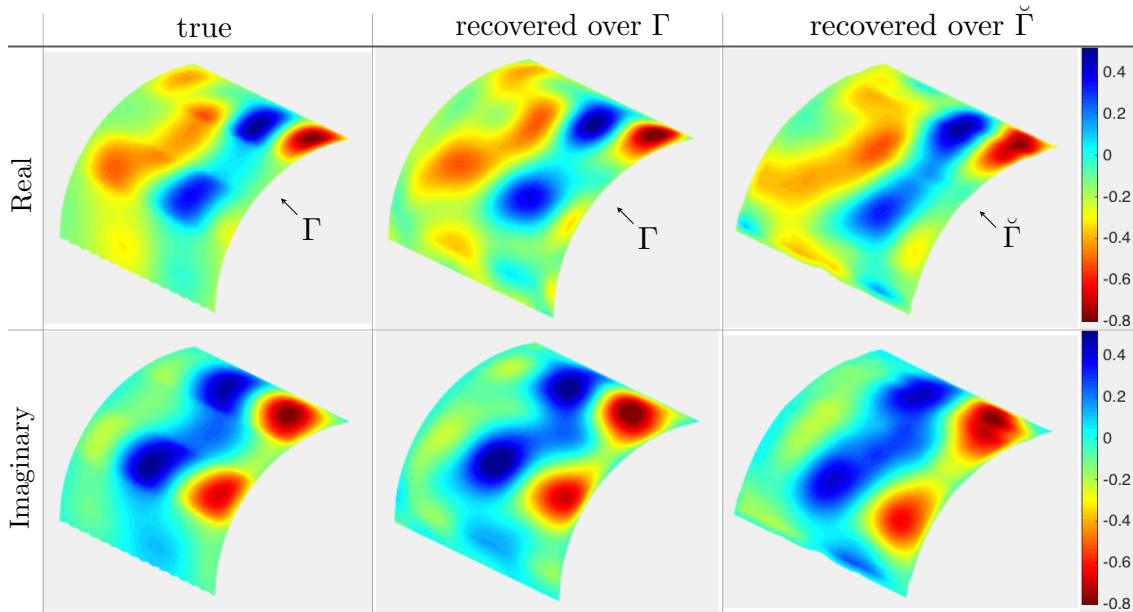 true
recovered over Γ
recovered over Γ̆
Real
Γ
Γ
Γ̆
0.4
0.2
0
-0.2
-0.4
-0.6
-0.8
Imaginary
0.4
0.2
0
-0.2
-0.4
-0.6
-0.8